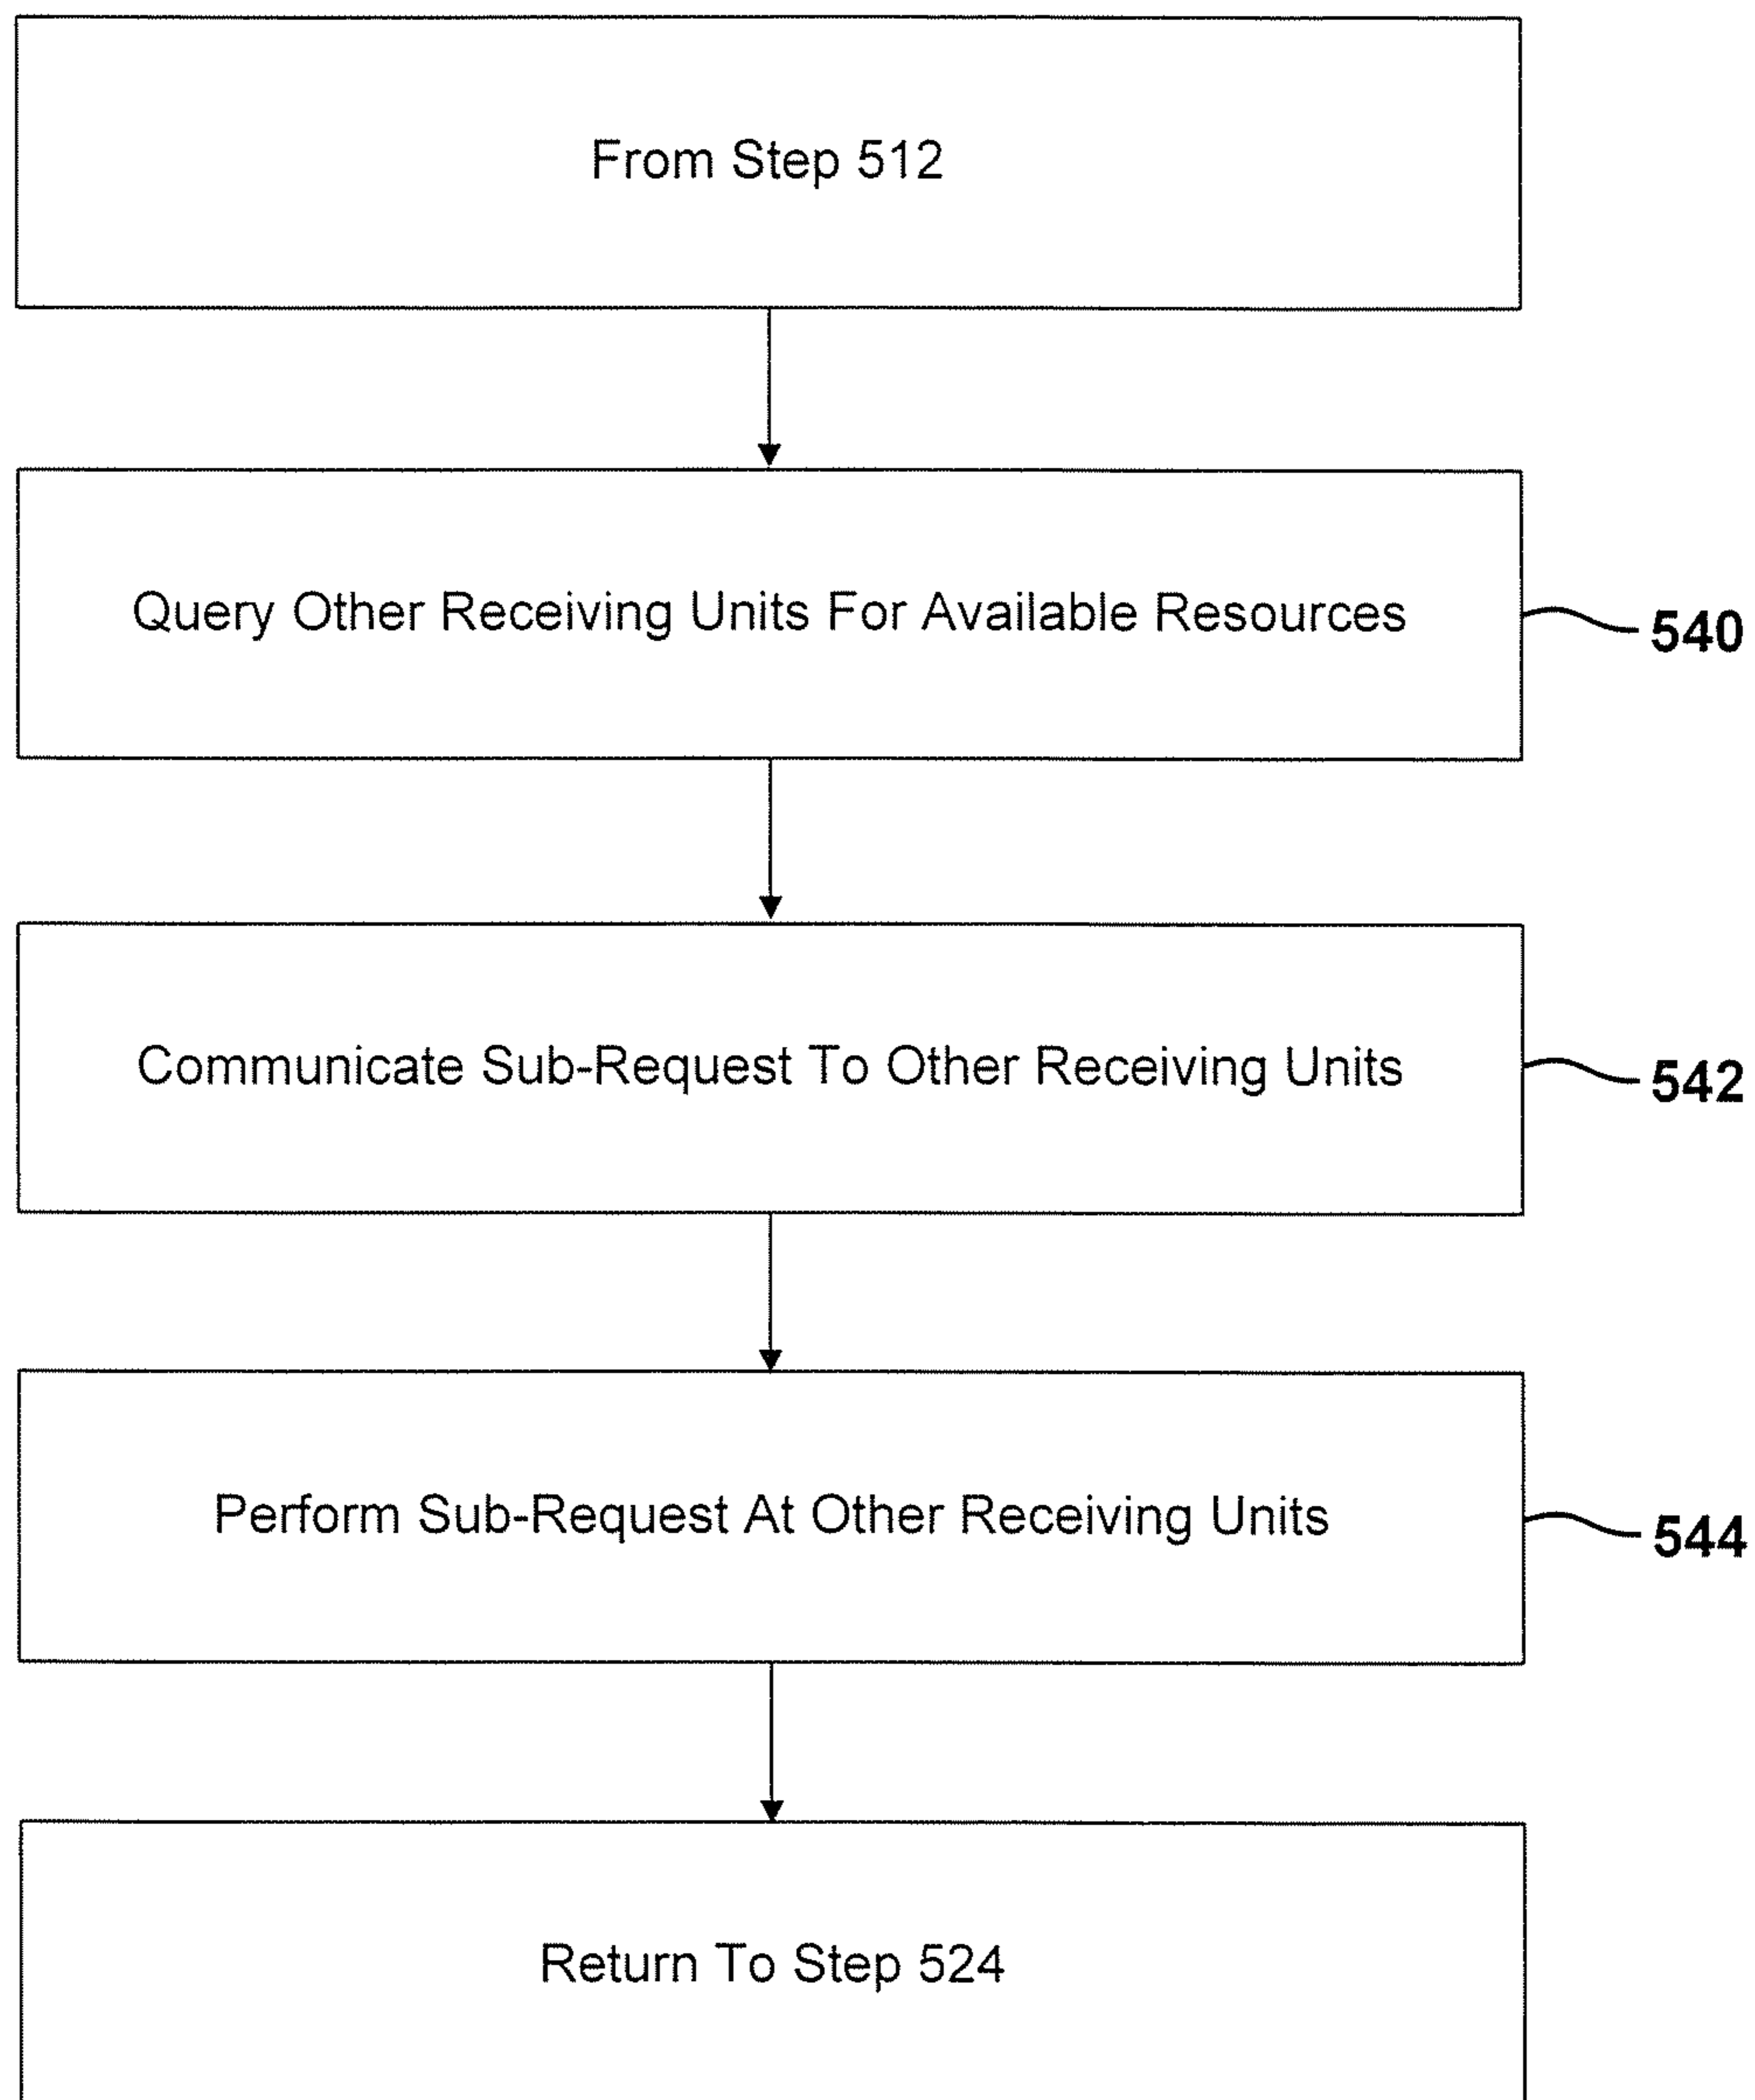 From Step 512
Query Other Receiving Units For Available Resources
540
Communicate Sub-Request To Other Receiving Units
542
Perform Sub-Request At Other Receiving Units
544
Return To Step 524